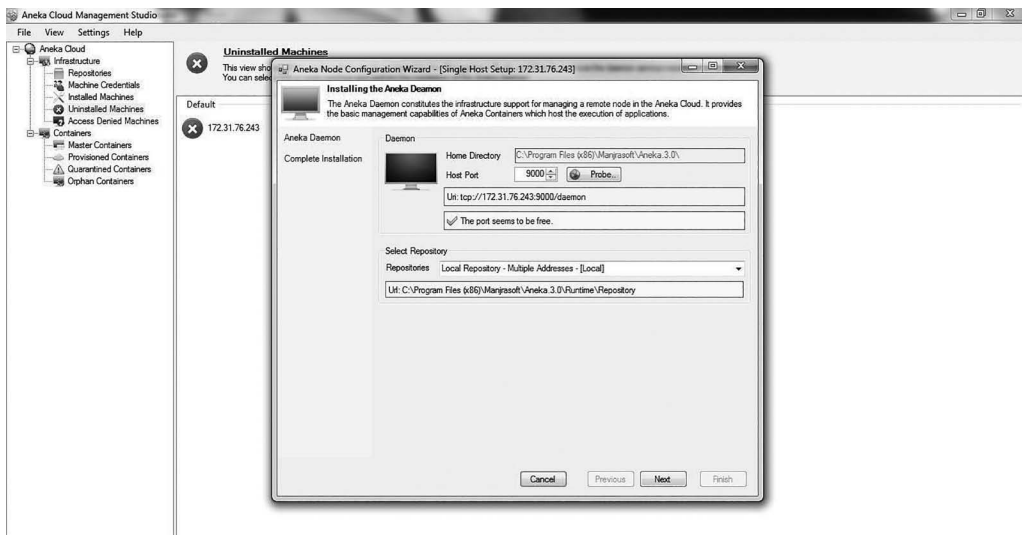 Aneka Cloud Management Studio
File View Settings Help
Aneka Cloud
Infrastructure
Repositories
Machine Credentials
Installed Machines
Uninstalled Machines
Access Denied Machines
Containers
Master Containers
Provisioned Containers
Quarantined Containers
Orphan Containers
Uninstalled Machines
This view sho
You can selec
Default
172.31.76.243
Aneka Node Configuration Wizard - [Single Host Setup: 172.31.76.243]
Installing the Aneka Deamon
The Aneka Daemon constitutes the infrastructure support for managing a remote node in the Aneka Cloud. It provides
the basic management capabilities of Aneka Containers which host the execution of applications.
Aneka Daemon
Complete Installation
Daemon
Home Directory C:\Program Files (x86)\Manjrasoft\Aneka.3.0\
Host Port 9000 Probe...
Uri: tcp://172.31.76.243:9000/daemon
The port seems to be free.
Select Repository
Repositories Local Repository - Multiple Addresses - [Local]
Url: C:\Program Files (x86)\Manjrasoft\Aneka.3.0\Runtime\Repository
Cancel Previous Next Finish